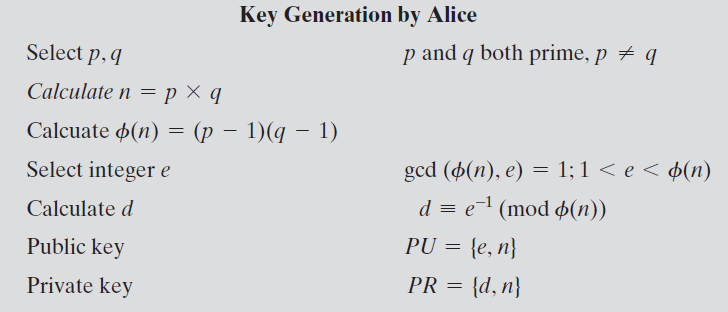 Key Generation by Alice
Select p, q p and q both prime, p ≠ q
Calculate n = p × q
Calcuate ϕ(n) = (p − 1)(q − 1)
Select integer e gcd (ϕ(n), e) = 1; 1 < e < ϕ(n)
Calculate d d ≡ e⁻¹ (mod ϕ(n))
Public key PU = {e, n}
Private key PR = {d, n}